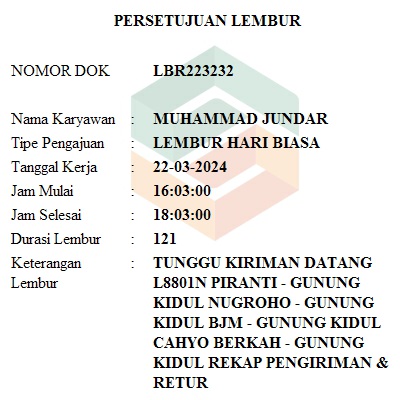 PERSETUJUAN LEMBUR
NOMOR DOK LBR223232
Nama Karyawan : MUHAMMAD JUNDAR
Tipe Pengajuan : LEMBUR HARI BIASA
Tanggal Kerja : 22-03-2024
Jam Mulai : 16:03:00
Jam Selesai : 18:03:00
Durasi Lembur : 121
Keterangan : TUNGGU KIRIMAN DATANG
Lembur L8801N PIRANTI - GUNUNG
KIDUL NUGROHO - GUNUNG
KIDUL BJM - GUNUNG KIDUL
CAHYO BERKAH - GUNUNG
KIDUL REKAP PENGIRIMAN &
RETUR